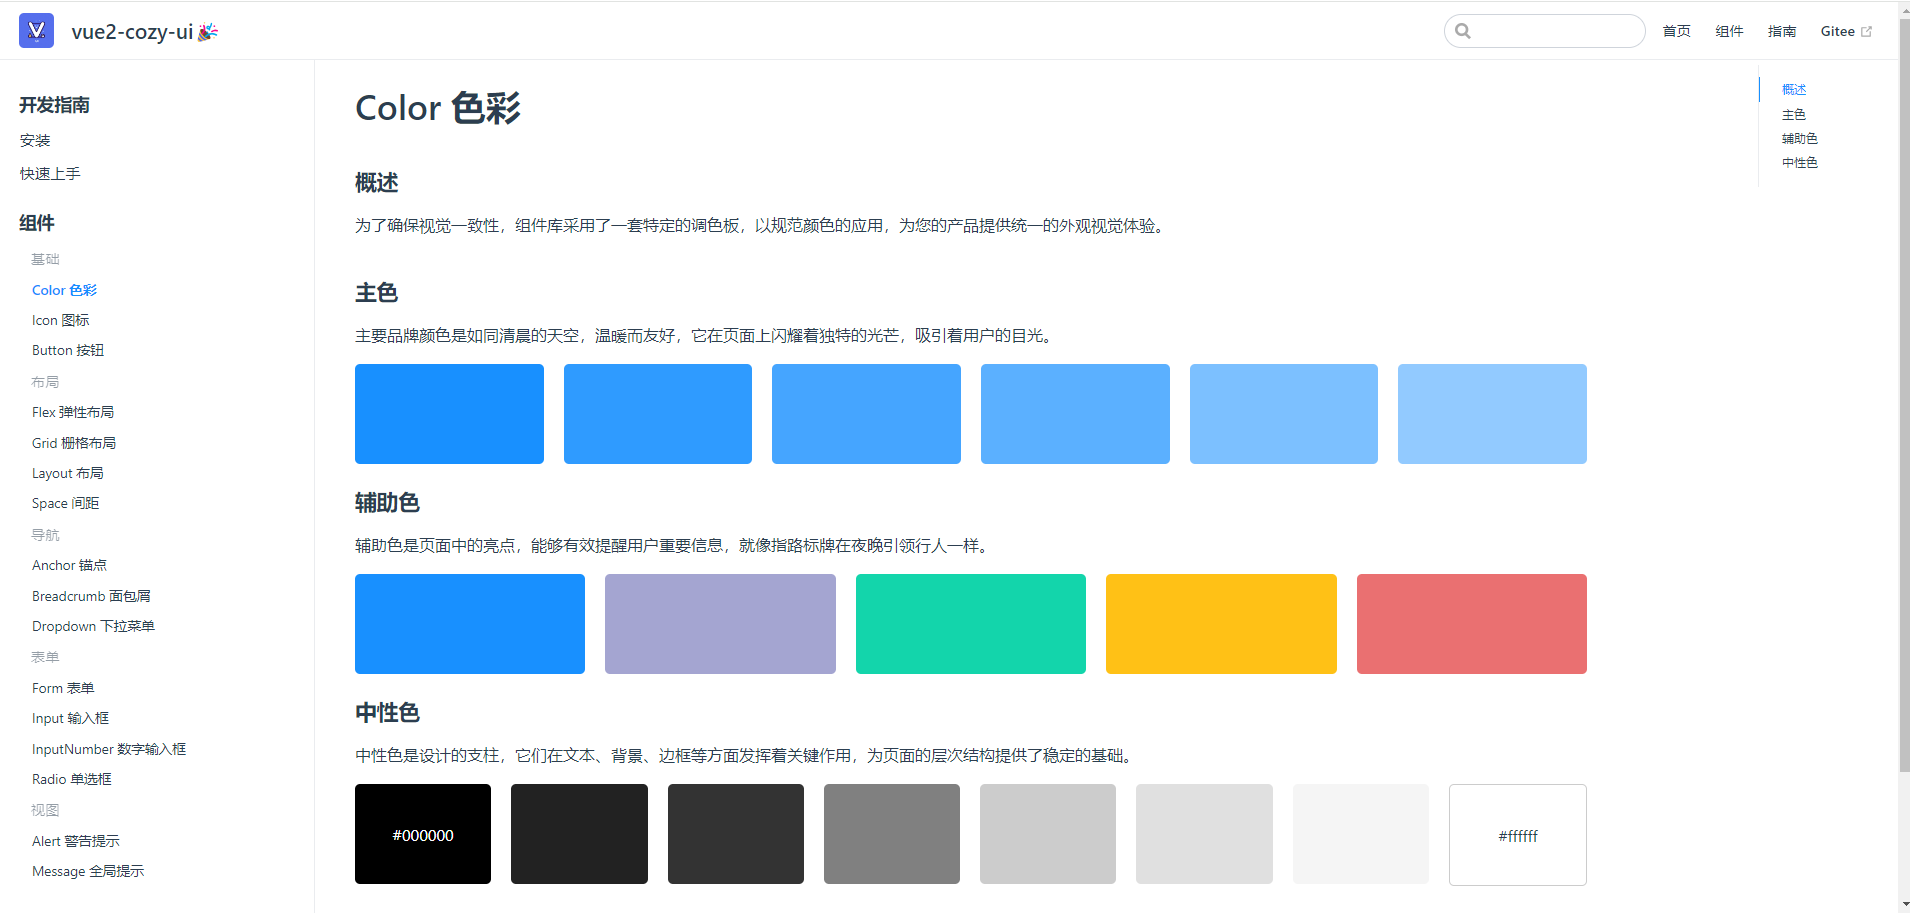 vue2-cozy-ui🎉
首页 组件 指南 Gitee
开发指南
安装
快速上手
组件
基础
Color 色彩
Icon 图标
Button 按钮
布局
Flex 弹性布局
Grid 栅格布局
Layout 布局
Space 间距
导航
Anchor 锚点
Breadcrumb 面包屑
Dropdown 下拉菜单
表单
Form 表单
Input 输入框
InputNumber 数字输入框
Radio 单选框
视图
Alert 警告提示
Message 全局提示
Color 色彩
概述
为了确保视觉一致性，组件库采用了一套特定的调色板，以规范颜色的应用，为您的产品提供统一的外观视觉体验。
主色
主要品牌颜色是如同清晨的天空，温暖而友好，它在页面上闪耀着独特的光芒，吸引着用户的目光。
辅助色
辅助色是页面中的亮点，能够有效提醒用户重要信息，就像指路标牌在夜晚引领行人一样。
中性色
中性色是设计的支柱，它们在文本、背景、边框等方面发挥着关键作用，为页面的层次结构提供了稳定的基础。
#000000
#ffffff
概述
主色
辅助色
中性色